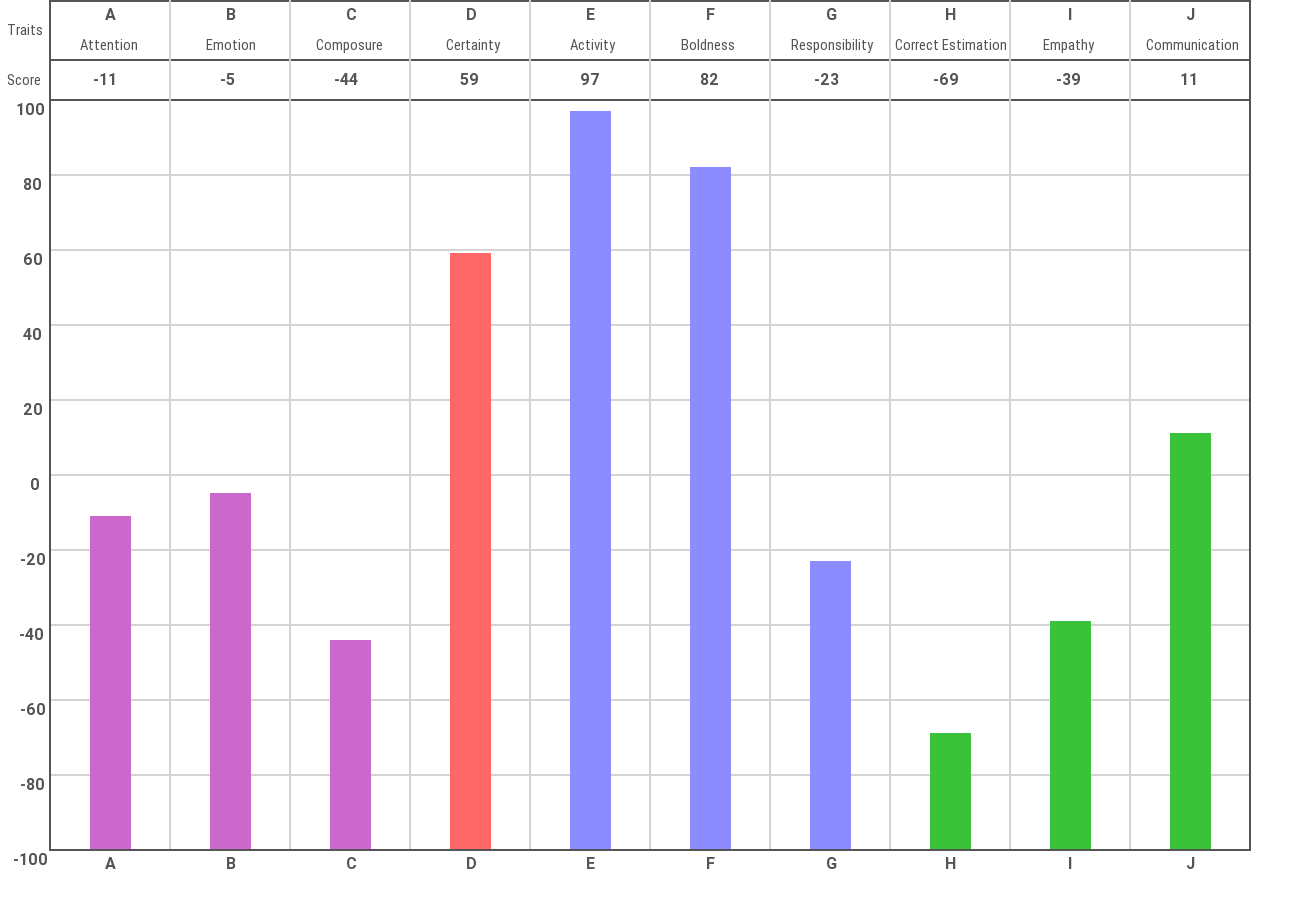 Traits A B C D E F G H I J
Attention Emotion Composure Certainty Activity Boldness Responsibility Correct Estimation Empathy Communication
Score -11 -5 -44 59 97 82 -23 -69 -39 11
100
80
60
40
20
0
-20
-40
-60
-80
-100
A B C D E F G H I J